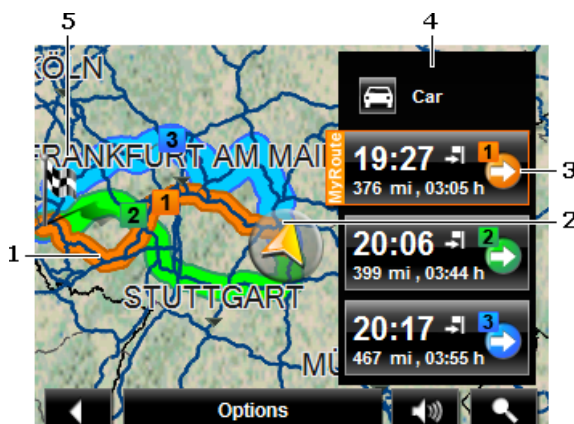 5
4
KÖLN
Car
3
FRANKFURT AM MAI
MyRoute
19:27 1
376 mi , 03:05 h
3
2
1
2
1
20:06 2
399 mi , 03:44 h
STUTTGART
20:17 3
467 mi , 03:55 h
MÜ
Options